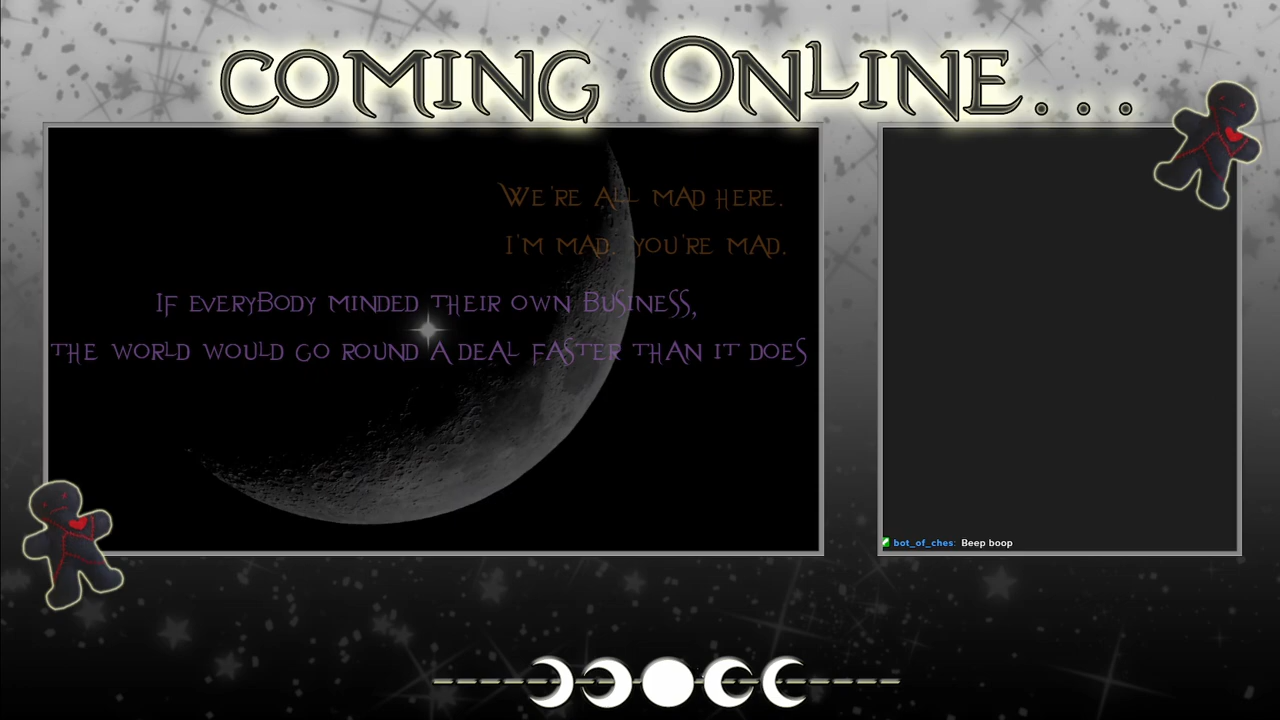 COMING ONLINE...
WE'RE ALL MAD HERE.
I'M MAD. YOU'RE MAD.
IF EVERYBODY MINDED THEIR OWN BUSINESS,
THE WORLD WOULD GO ROUND A DEAL FASTER THAN IT DOES
bot_of_ches: Beep boop